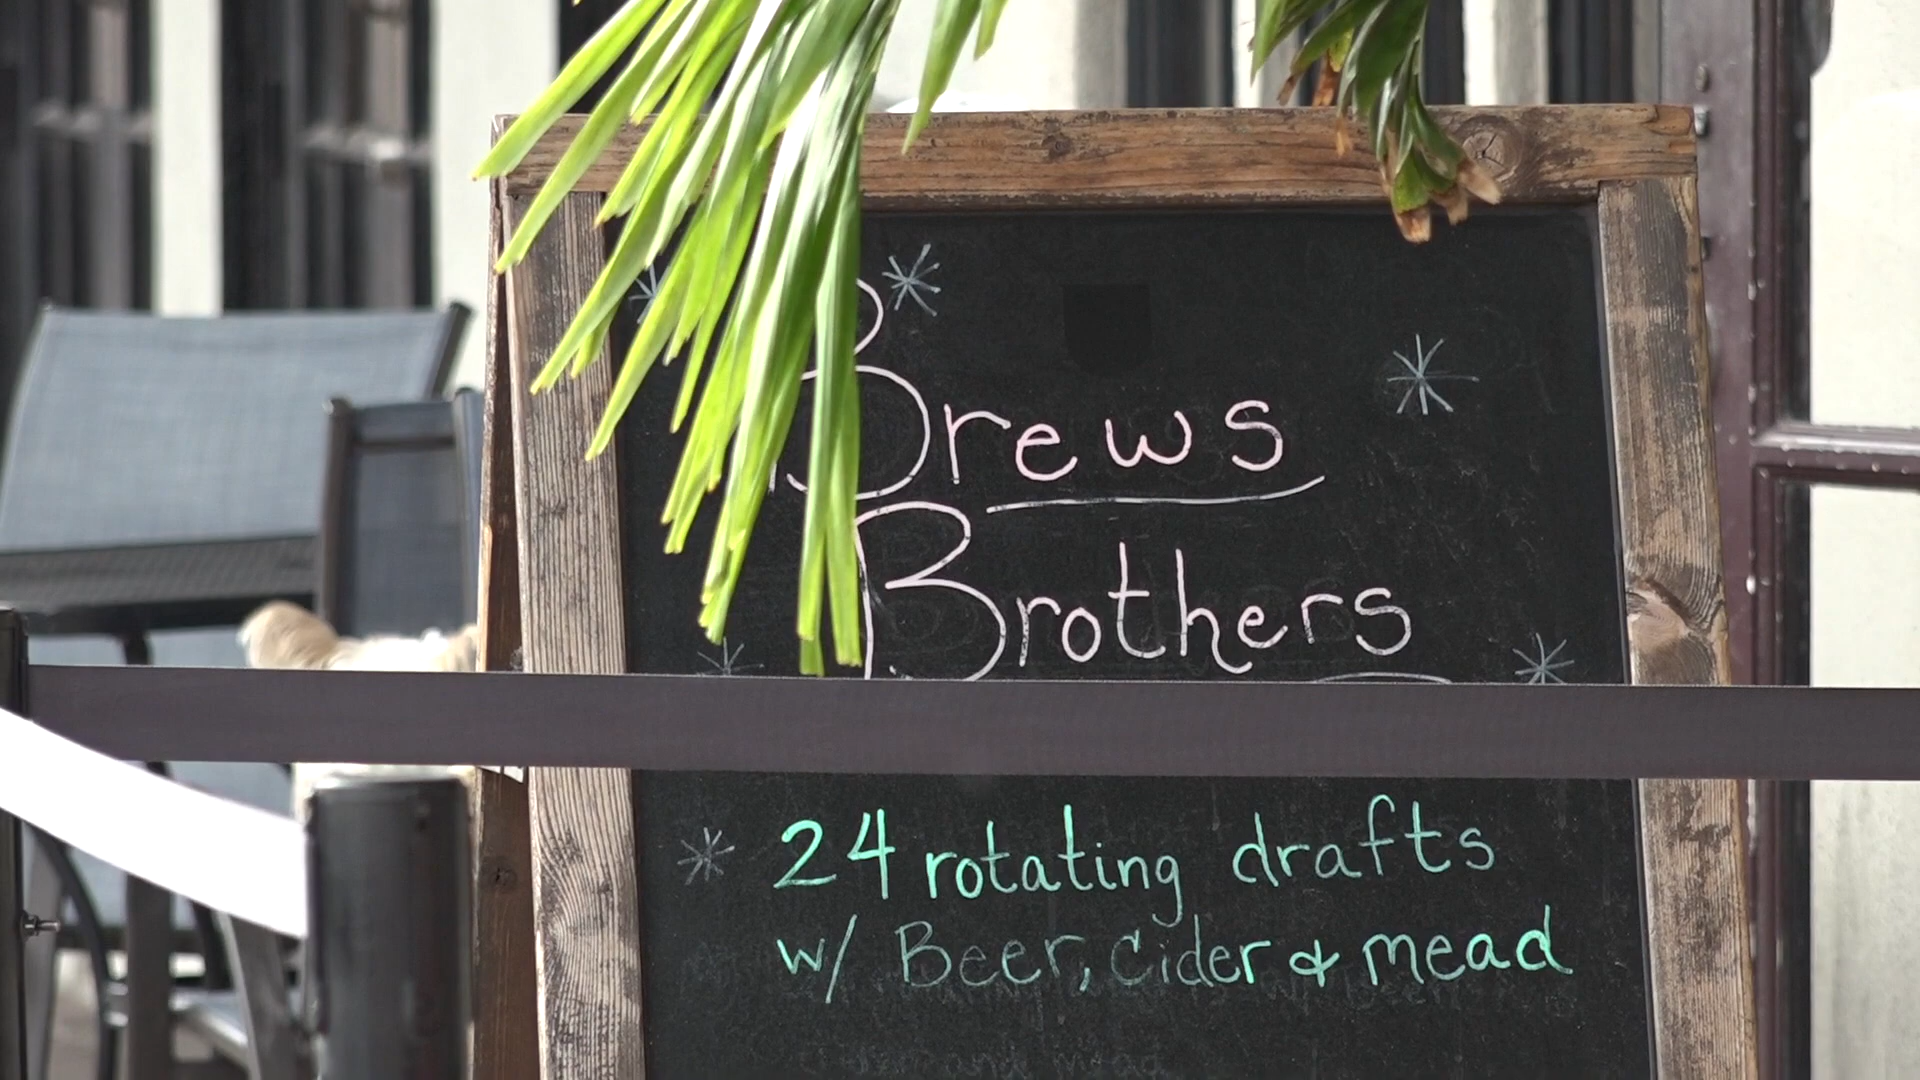 Brews
Brothers
24 rotating drafts
w/ Beer, Cider & mead